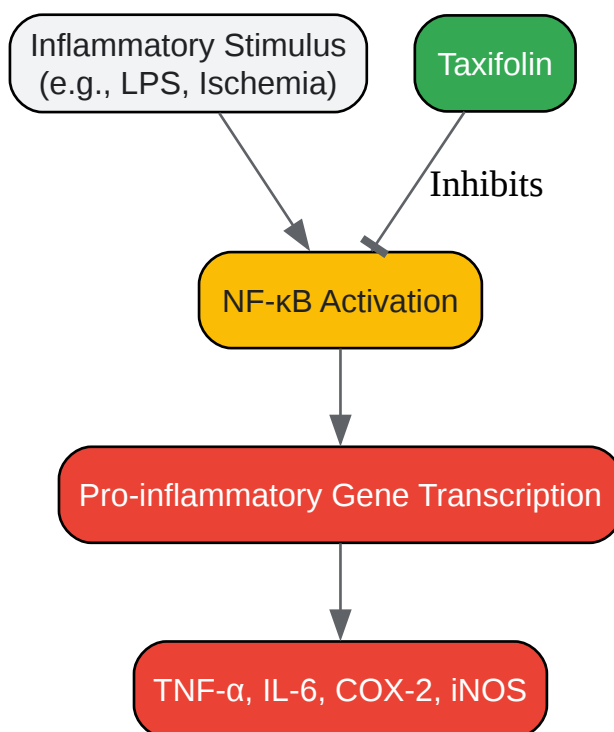 Inflammatory Stimulus
(e.g., LPS, Ischemia)
Taxifolin
Inhibits
NF-κB Activation
Pro-inflammatory Gene Transcription
TNF-α, IL-6, COX-2, iNOS